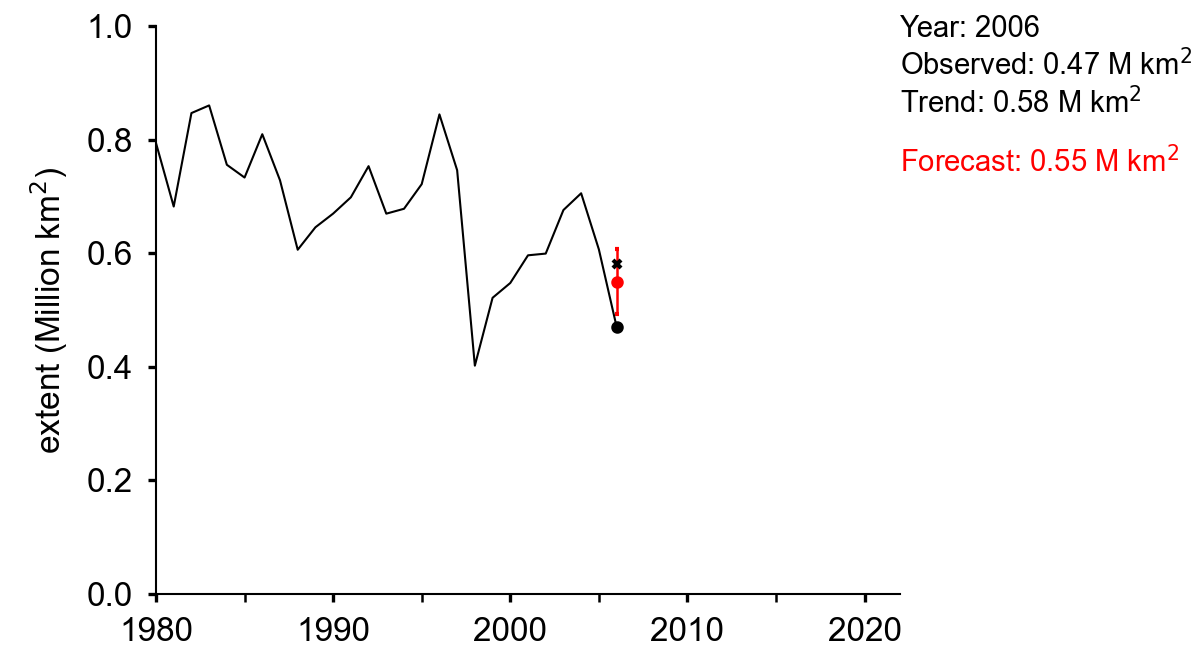 Year: 2006
Observed: 0.47 M km²
Trend: 0.58 M km²
Forecast: 0.55 M km²
extent (Million km²)
1.0
0.8
0.6
0.4
0.2
0.0
1980 1990 2000 2010 2020